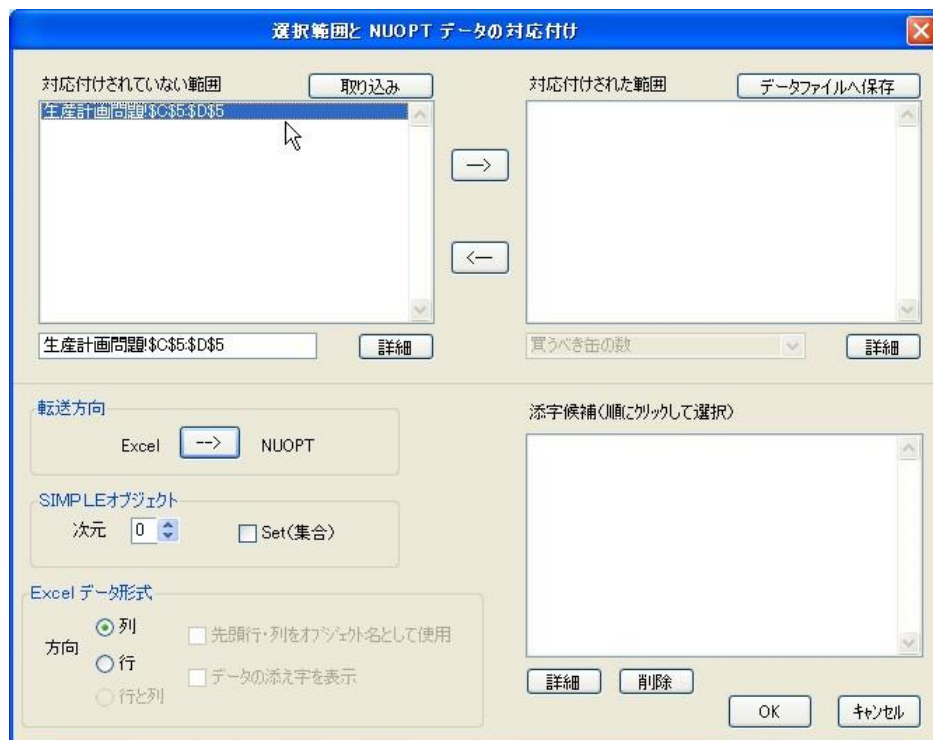 選択範囲と NUOPT データの対応付け
対応付けされていない範囲
取り込み
生産計画問題!$C$5:$D$5
生産計画問題!$C$5:$D$5
詳細
-->
<--
対応付けされた範囲
データファイルへ保存
買うべき缶の数
詳細
転送方向
Excel --> NUOPT
SIMPLEオブジェクト
次元 0 Set(集合)
Excel データ形式
方向
列
行
行と列
先頭行・列をオブジェクト名として使用
データの添え字を表示
添字候補(順にクリックして選択)
詳細
削除
OK
キャンセル